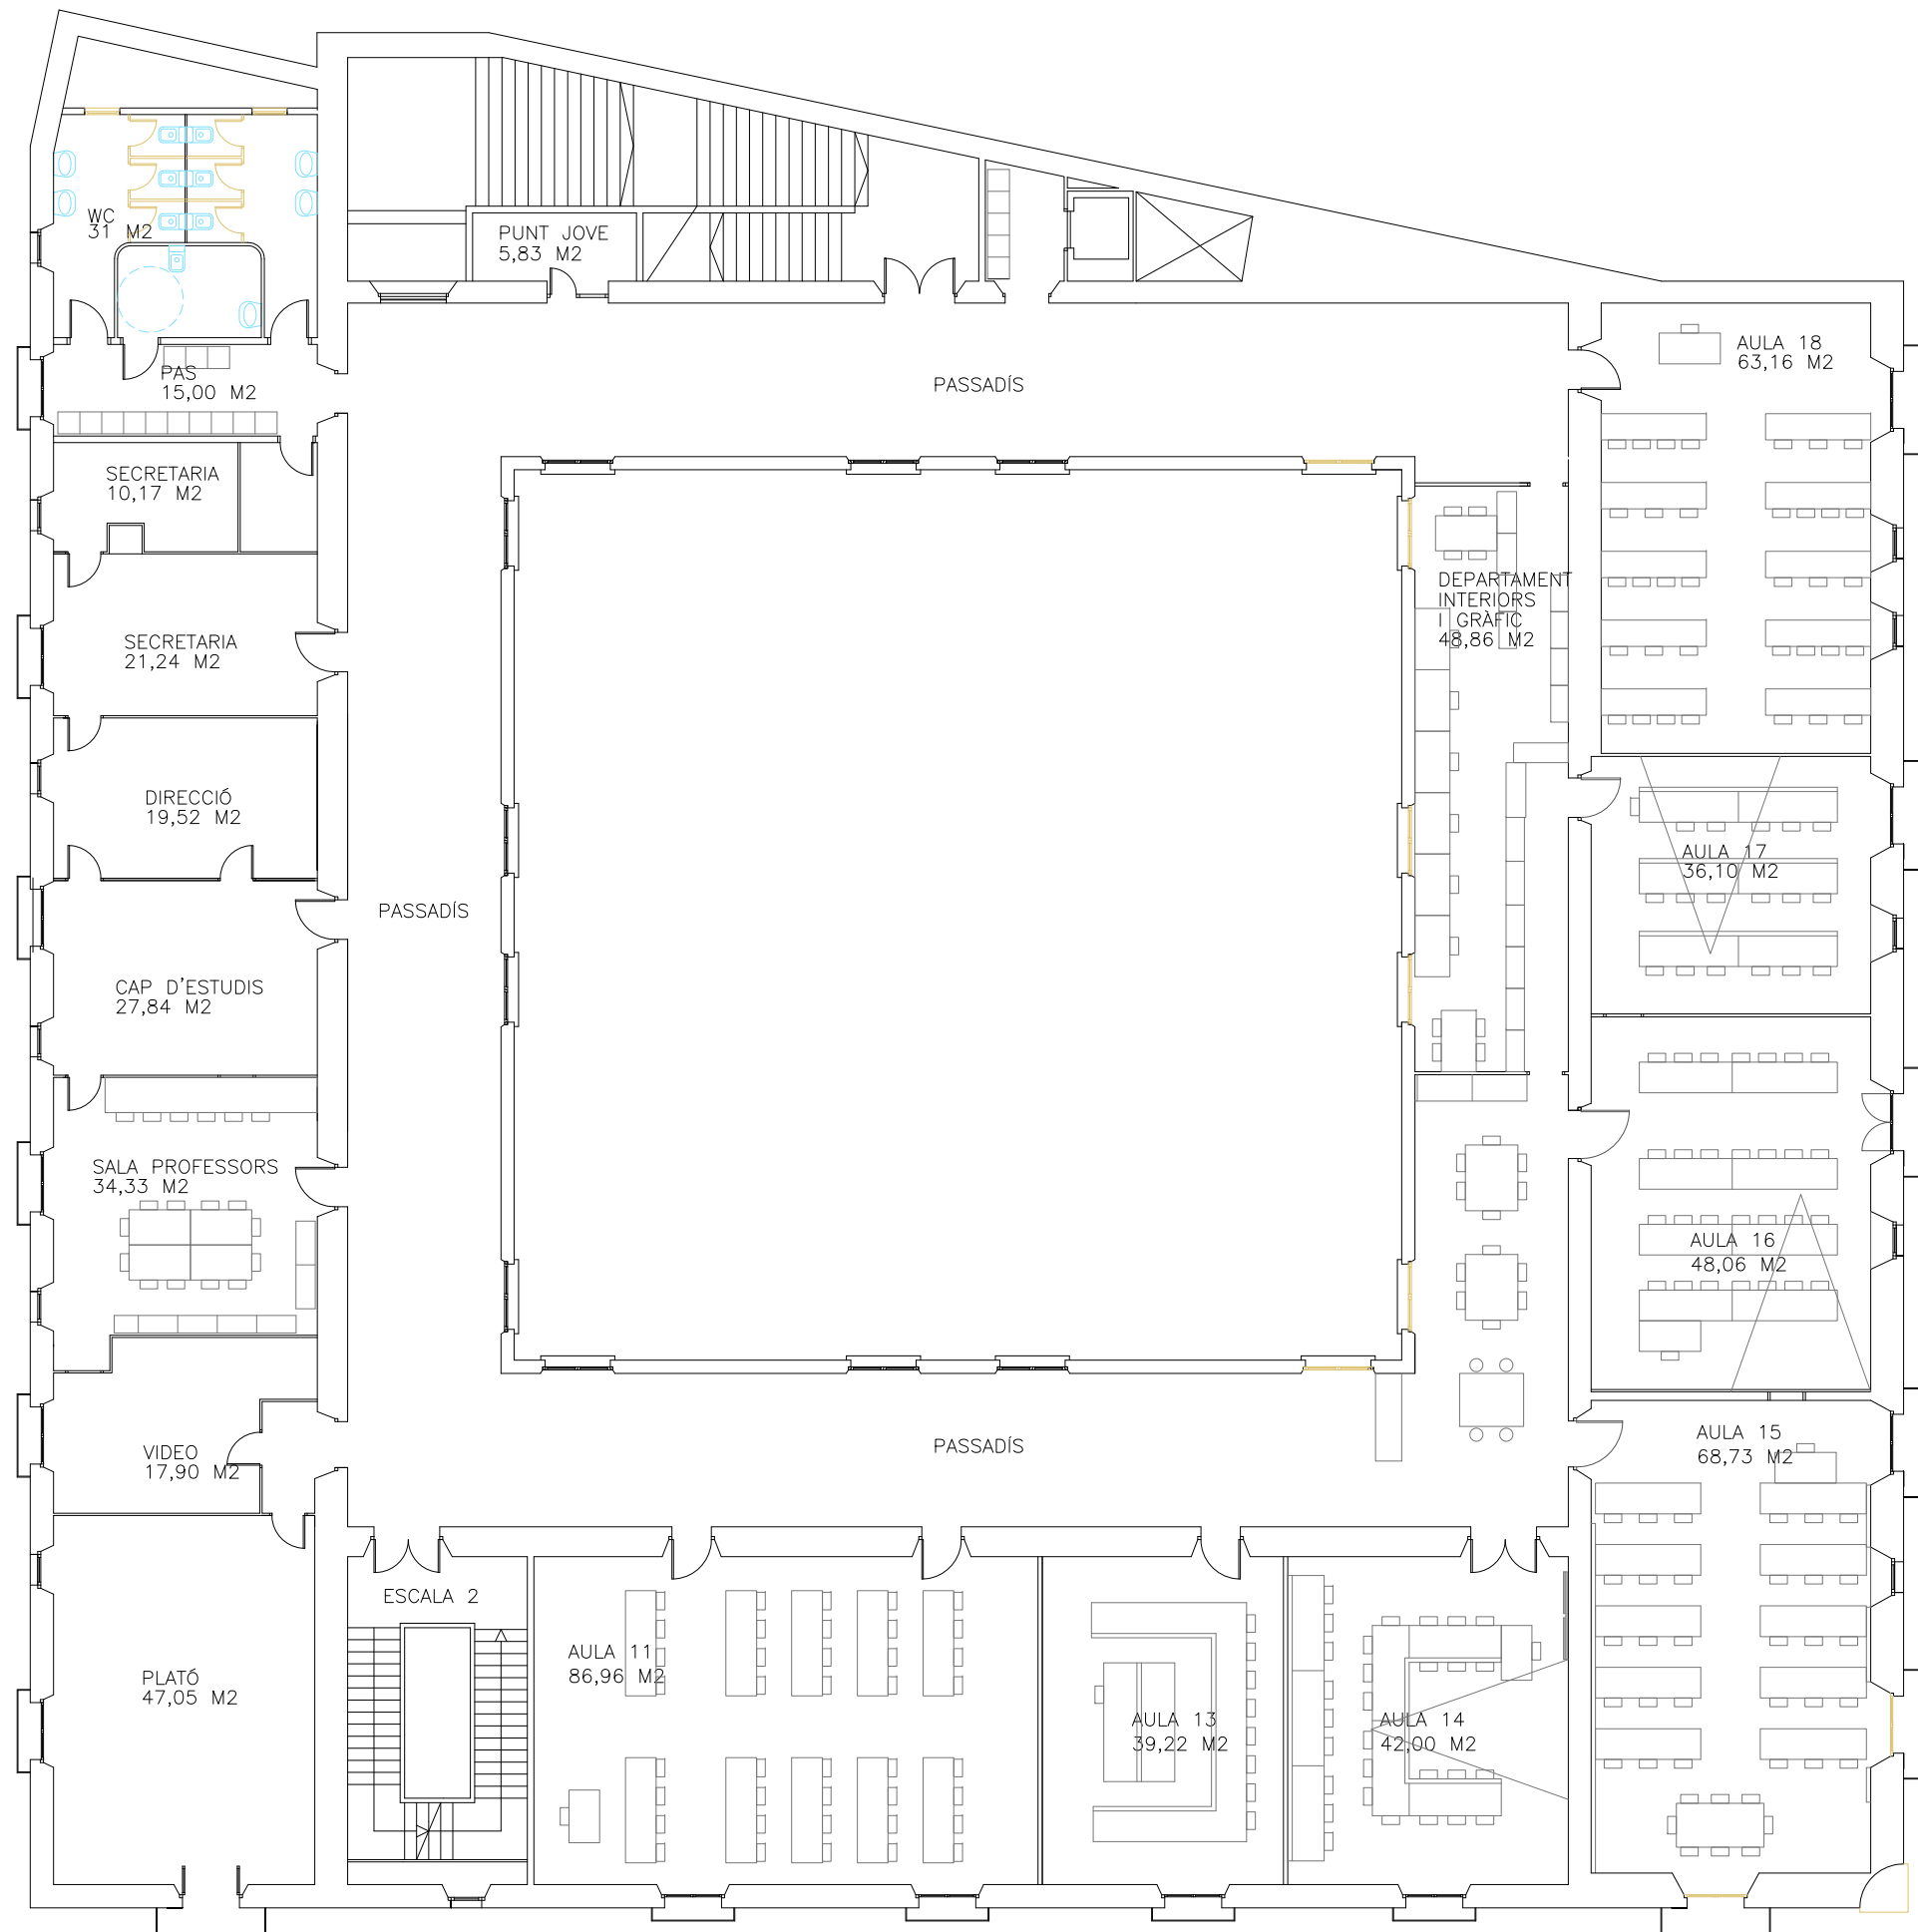 WC
31 M2
PUNT JOVE
5,83 M2
PAS
15,00 M2
PASSADÍS
AULA 18
63,16 M2
SECRETARIA
10,17 M2
DEPARTAMENT
INTERIORS
I GRÀFIC
48,86 M2
SECRETARIA
21,24 M2
DIRECCIÓ
19,52 M2
AULA 17
36,10 M2
PASSADÍS
CAP D'ESTUDIS
27,84 M2
SALA PROFESSORS
34,33 M2
AULA 16
48,06 M2
VIDEO
17,90 M2
PASSADÍS
AULA 15
68,73 M2
ESCALA 2
PLATÓ
47,05 M2
AULA 11
86,96 M2
AULA 13
39,22 M2
AULA 14
42,00 M2